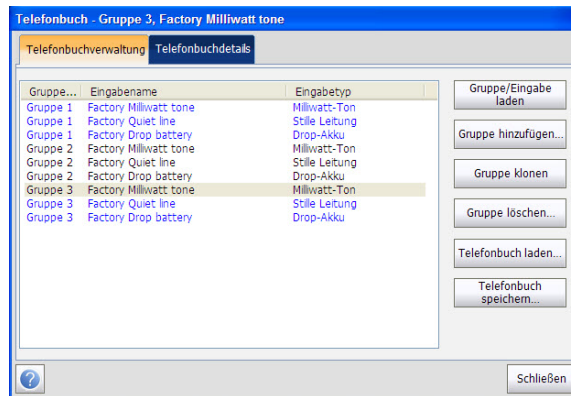 Telefonbuch - Gruppe 3, Factory Milliwatt tone
Telefonbuchverwaltung Telefonbuchdetails
Gruppe... Eingabename Eingabetyp
Gruppe 1 Factory Milliwatt tone Milliwatt-Ton
Gruppe 1 Factory Quiet line Stille Leitung
Gruppe 1 Factory Drop battery Drop-Akku
Gruppe 2 Factory Milliwatt tone Milliwatt-Ton
Gruppe 2 Factory Quiet line Stille Leitung
Gruppe 2 Factory Drop battery Drop-Akku
Gruppe 3 Factory Milliwatt tone Milliwatt-Ton
Gruppe 3 Factory Quiet line Stille Leitung
Gruppe 3 Factory Drop battery Drop-Akku
Gruppe/Eingabe
laden
Gruppe hinzufügen...
Gruppe klonen
Gruppe löschen...
Telefonbuch laden...
Telefonbuch
speichern...
?
Schließen